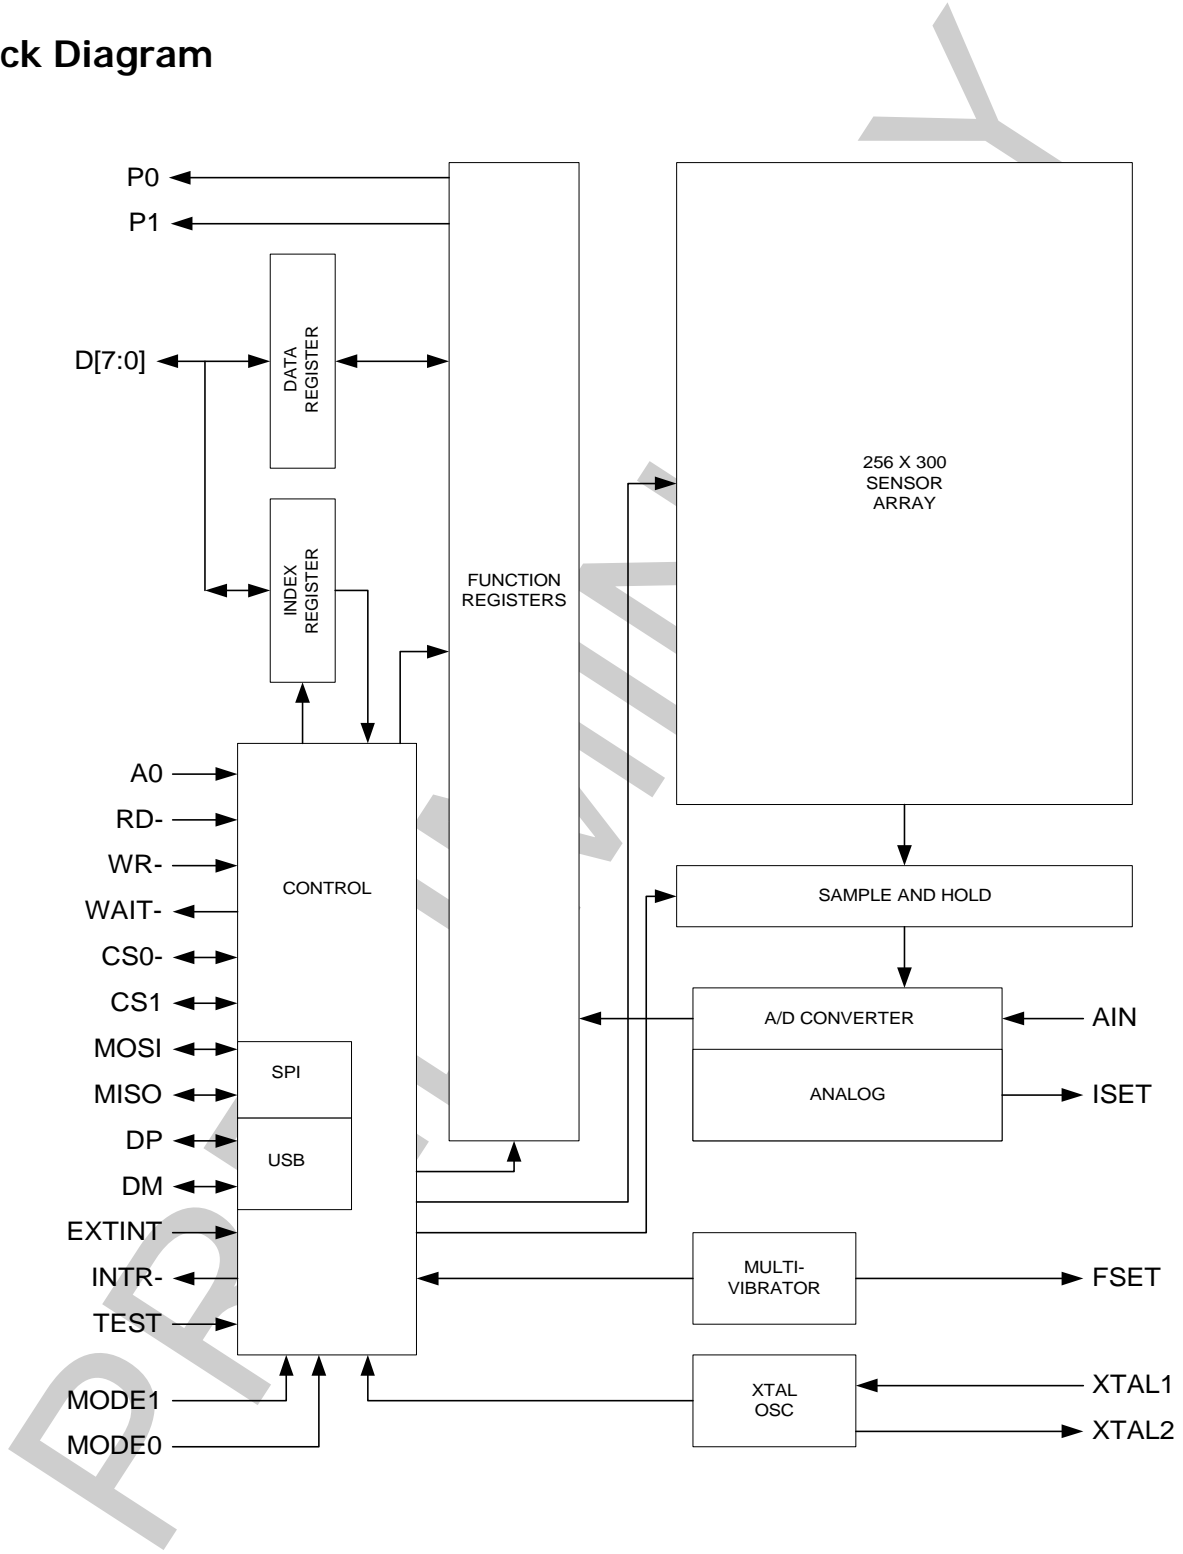 ck Diagram
P0
P1
D[7:0]
DATA
REGISTER
INDEX
REGISTER
FUNCTION
REGISTERS
256 X 300
SENSOR
ARRAY
A0
RD-
WR-
WAIT-
CS0-
CS1
MOSI
MISO
DP
DM
EXTINT
INTR-
TEST
MODE1
MODE0
CONTROL
SPI
USB
SAMPLE AND HOLD
A/D CONVERTER
ANALOG
AIN
ISET
MULTI-
VIBRATOR
FSET
XTAL
OSC
XTAL1
XTAL2